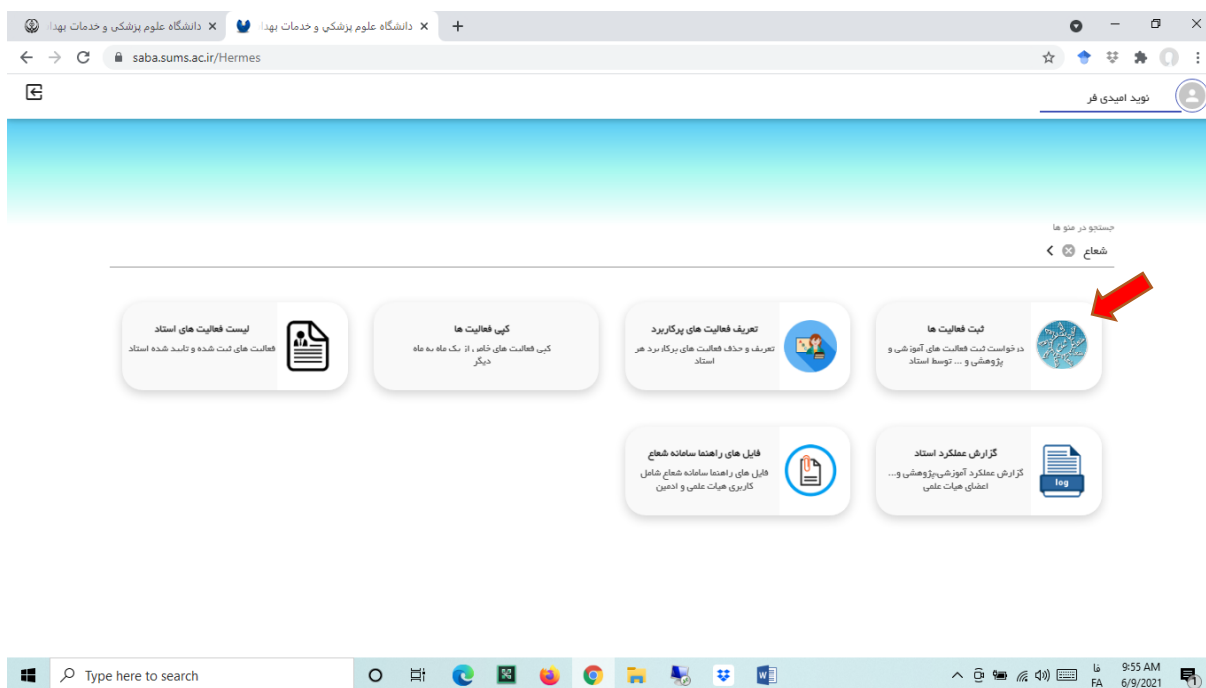 دانشگاه علوم پزشکی و خدمات بهدا
دانشگاه علوم پزشکی و خدمات بهدا
saba.sums.ac.ir/Hermes
نوید امیدی فر
جستجو در منو ها
شعاع
ثبت فعالیت ها
درخواست ثبت فعالیت های آموزشی و
پژوهشی و ... توسط استاد
تعریف فعالیت های پرکاربرد
تعریف و حذف فعالیت های پرکاربرد هر
استاد
کپی فعالیت ها
کپی فعالیت های خاص از یک ماه به ماه
دیگر
لیست فعالیت های استاد
فعالیت های ثبت شده و تایید شده استاد
گزارش عملکرد استاد
گزارش عملکرد آموزشی،پژوهشی و...
اعضای هیات علمی
log
فایل های راهنما سامانه شعاع
فایل های راهنما سامانه شعاع شامل
کاربری هیات علمی و ادمین
Type here to search
فا
FA
9:55 AM
6/9/2021